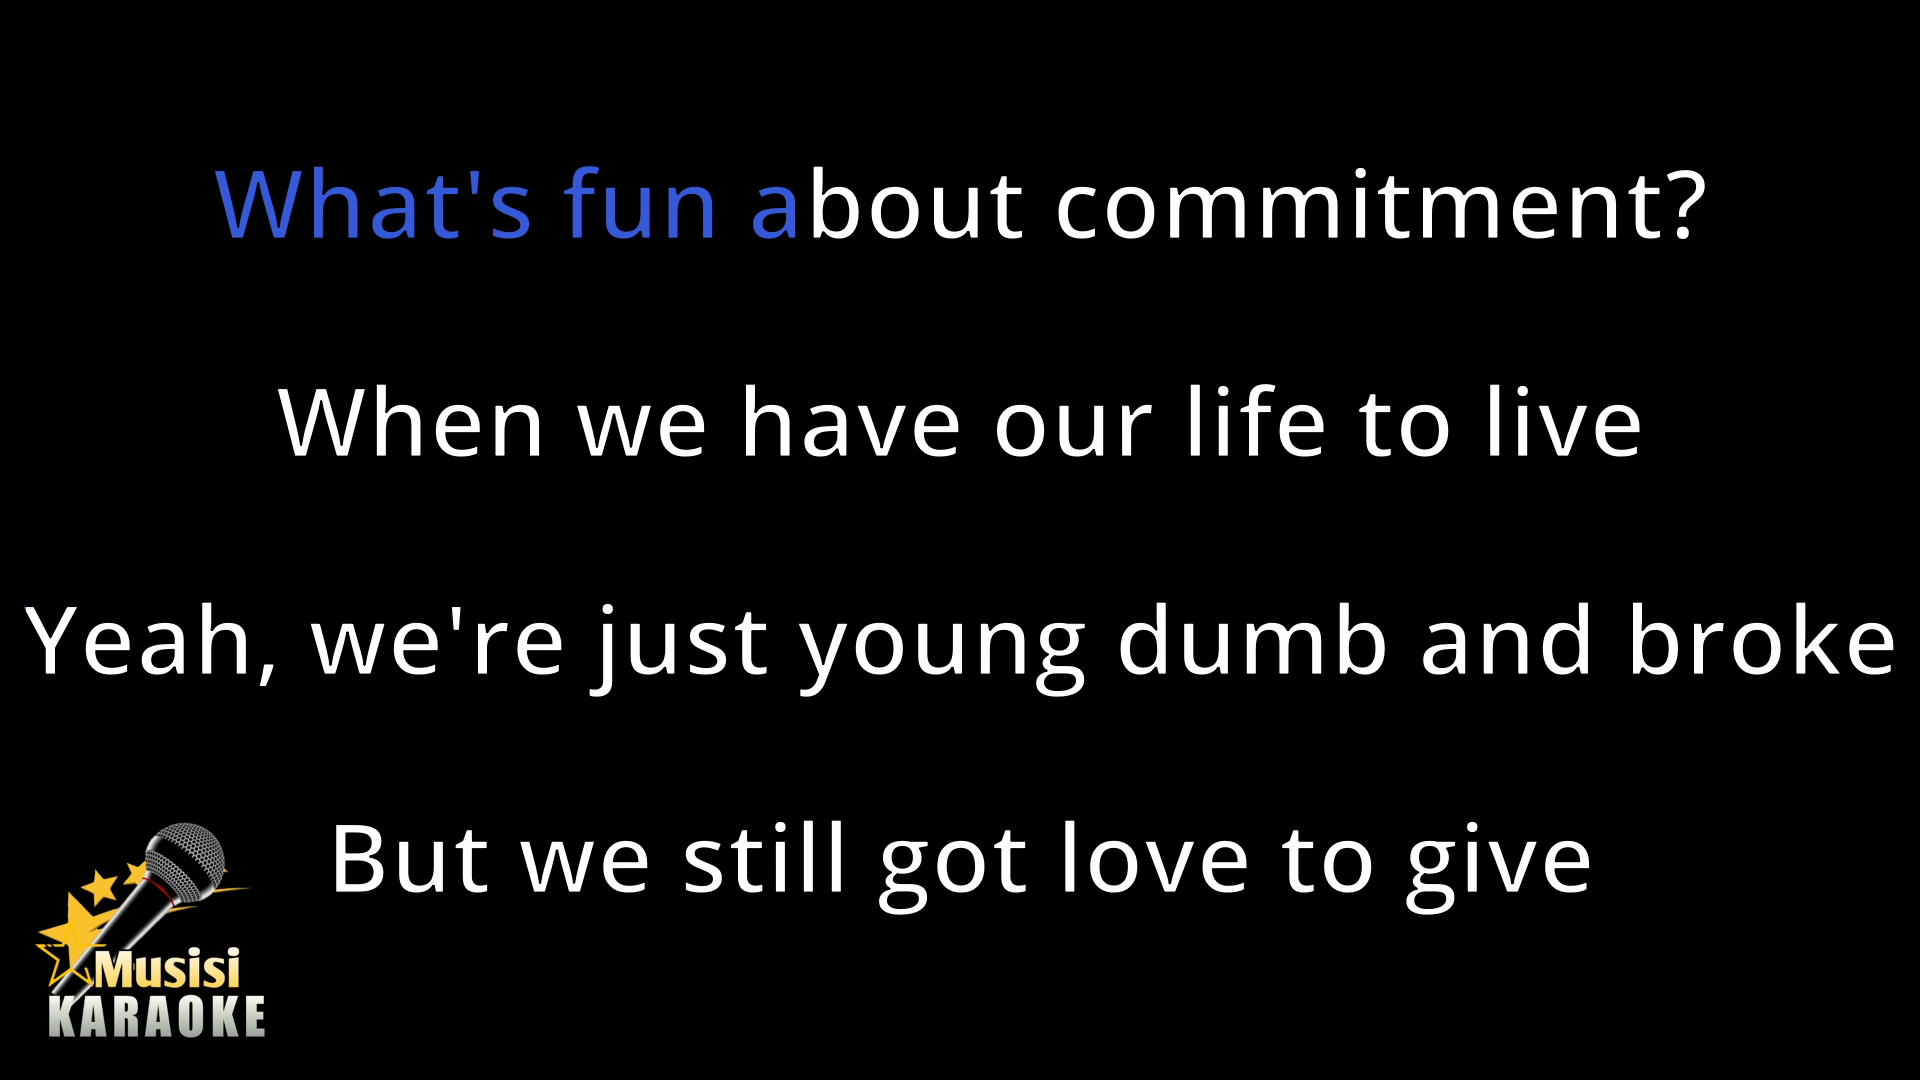 What's fun about commitment?
When we have our life to live
Yeah, we're just young dumb and broke
But we still got love to give
Musisi
KARAOKE